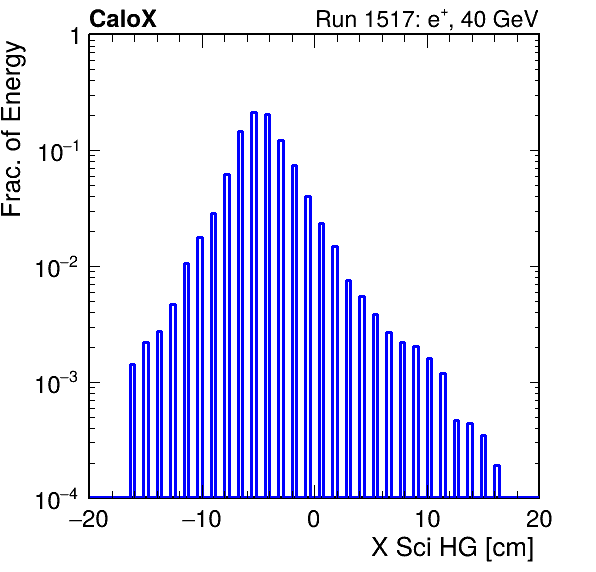 CaloX Run 1517: e⁺, 40 GeV
Frac. of Energy
1
10⁻¹
10⁻²
10⁻³
10⁻⁴
−20 −10 0 10 20
X Sci HG [cm]